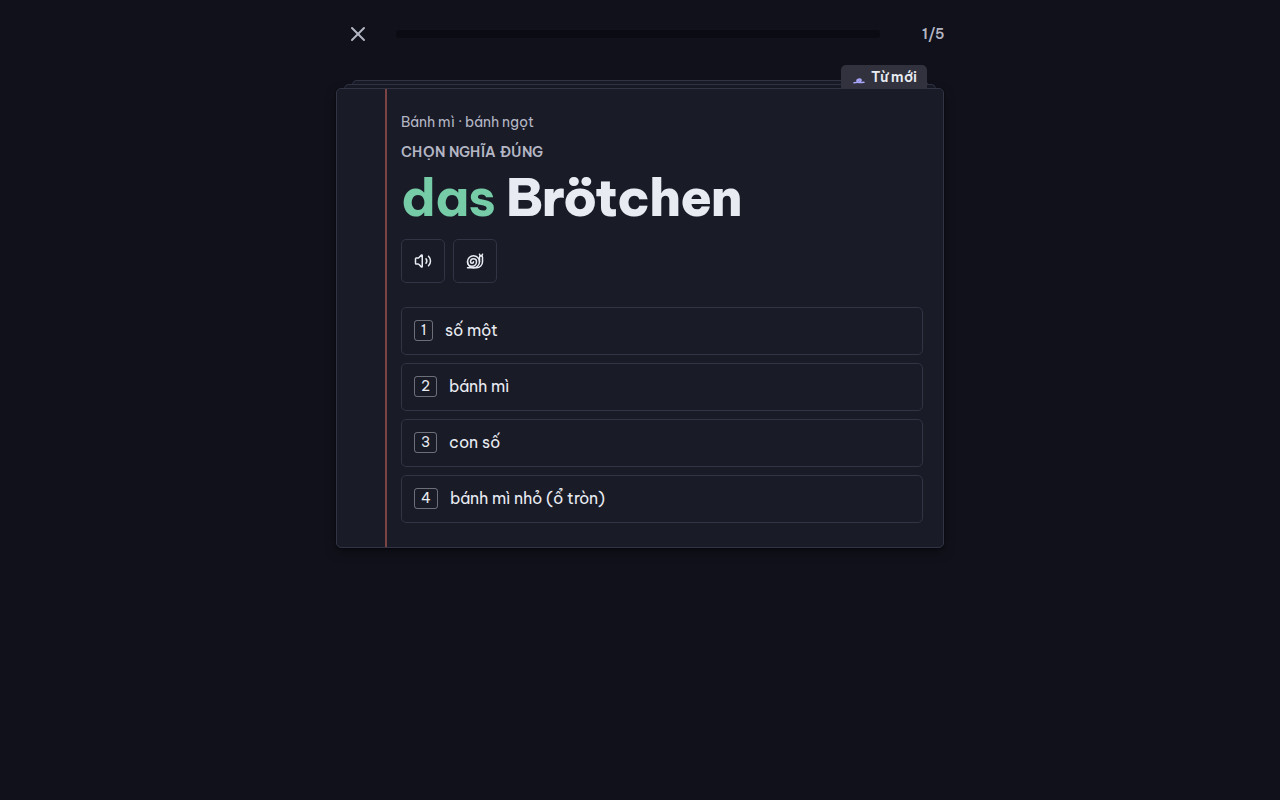 1/5
Từ mới
Bánh mì · bánh ngọt
CHỌN NGHĨA ĐÚNG
das Brötchen
1 số một
2 bánh mì
3 con số
4 bánh mì nhỏ (ổ tròn)